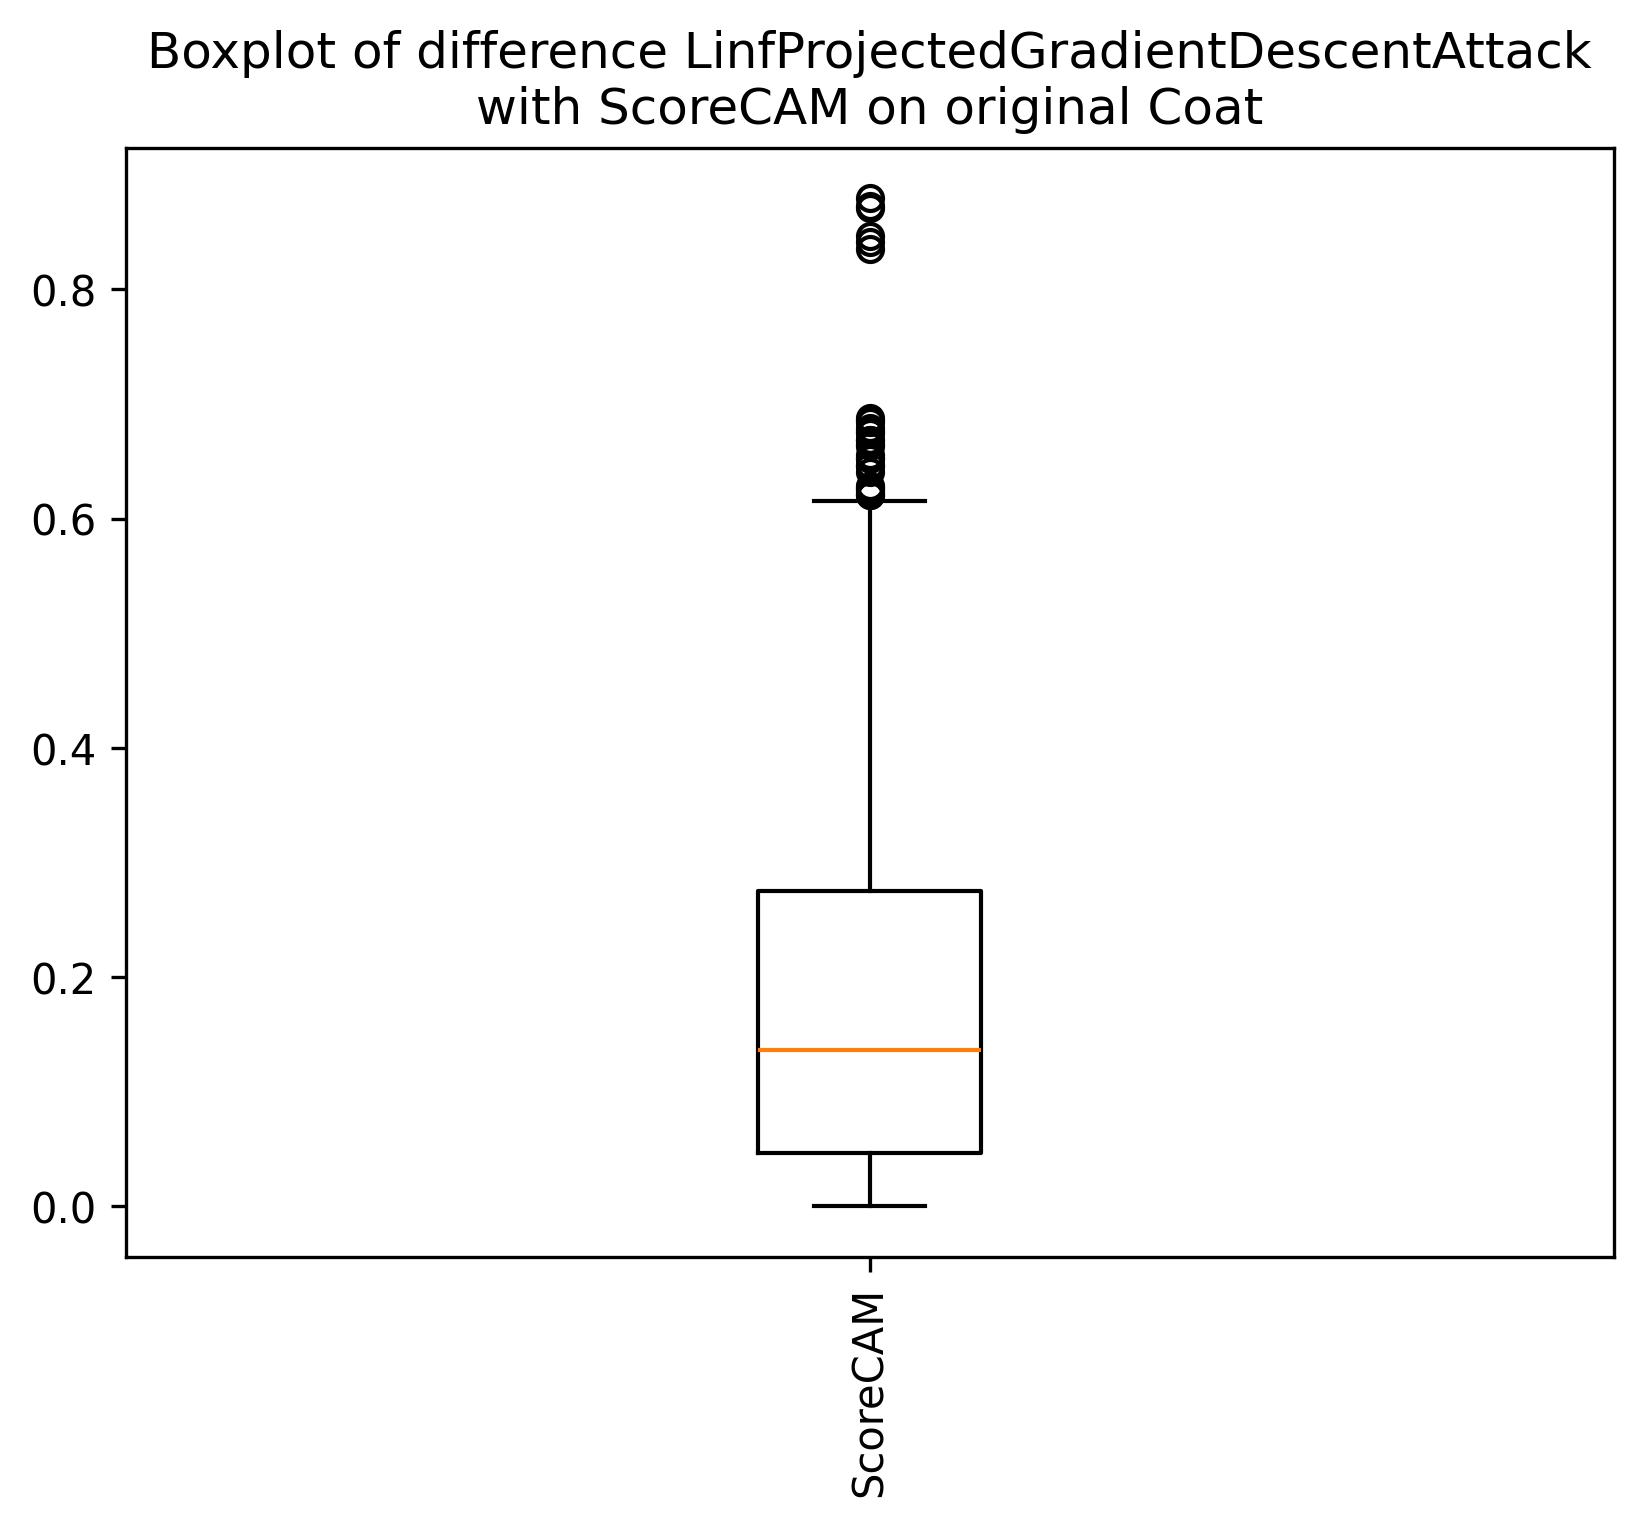 Boxplot of difference LinfProjectedGradientDescentAttack
with ScoreCAM on original Coat
0.8
0.6
0.4
0.2
0.0
ScoreCAM